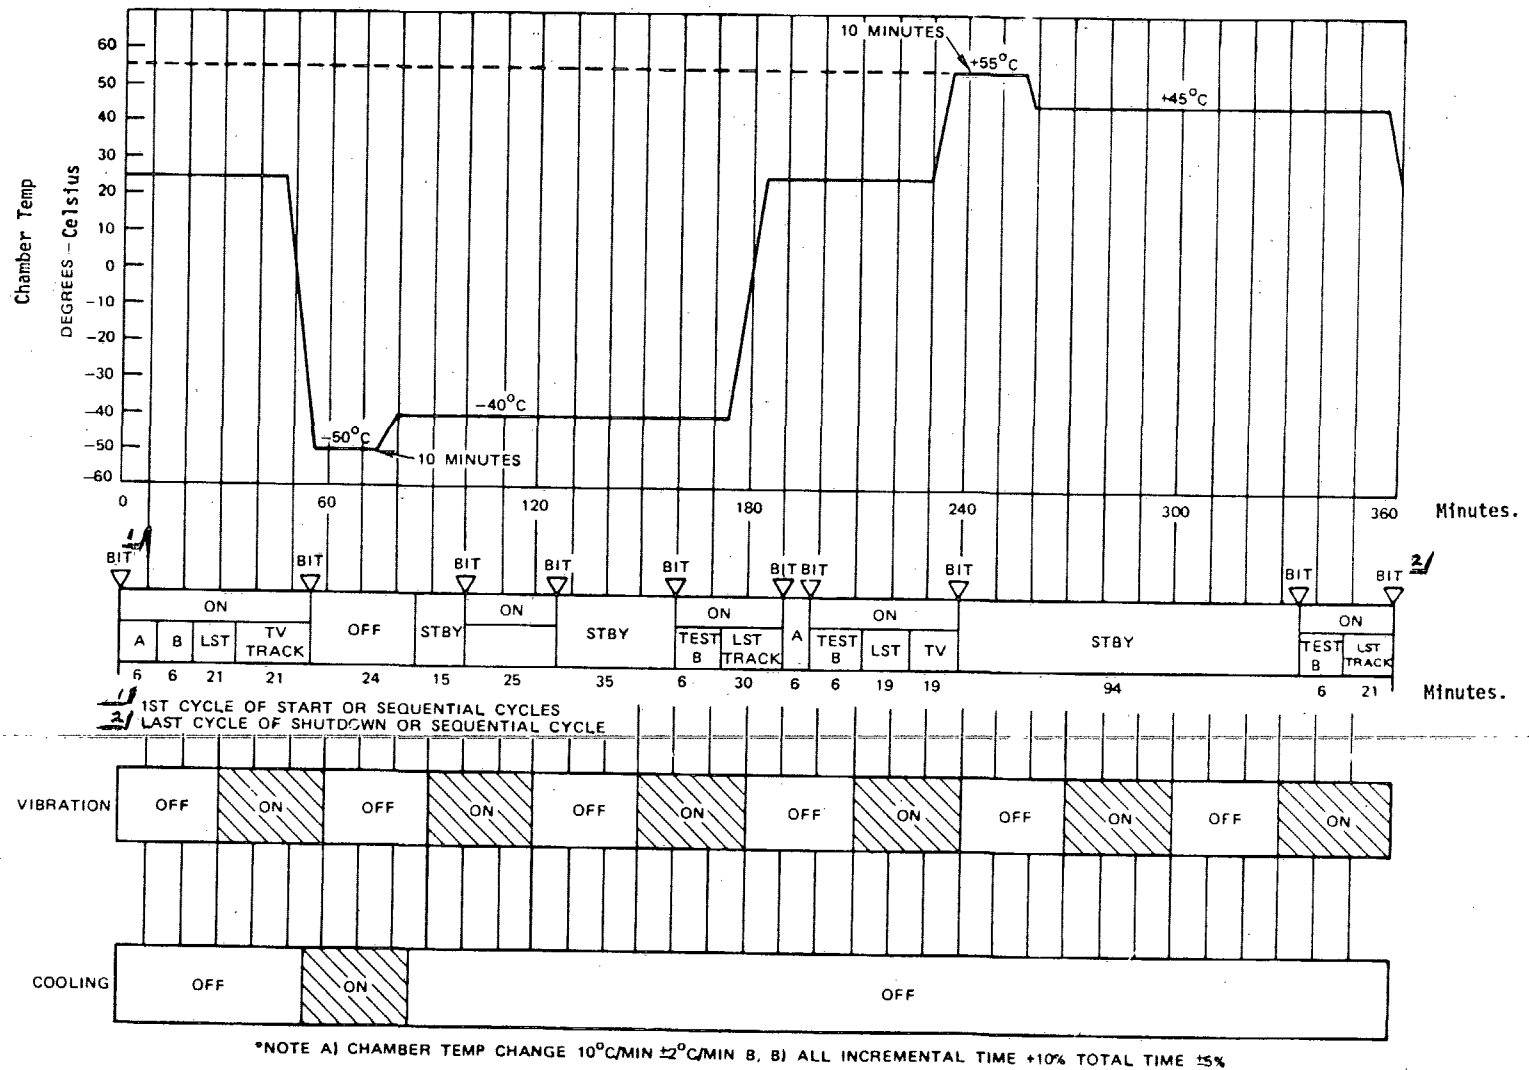 10 MINUTES
+55°C
+45°C
60
50
40
30
20
10
0
−10
−20
−30
−40
−50
−60
Chamber Temp
DEGREES - Celsius
−40°C
−50°C
10 MINUTES
0 60 120 180 240 300 360 Minutes.
1/ 2/
BIT BIT BIT BIT BIT BIT BIT BIT BIT BIT
ON OFF STBY ON STBY ON A ON STBY ON
A B LST TV TRACK TEST B LST TRACK TEST B LST TV TEST B LST TRACK
6 6 21 21 24 15 25 35 6 30 6 6 19 19 94 6 21 Minutes.
1/ 1ST CYCLE OF START OR SEQUENTIAL CYCLES
2/ LAST CYCLE OF SHUTDOWN OR SEQUENTIAL CYCLE
VIBRATION OFF ON OFF ON OFF ON OFF ON OFF ON OFF ON
COOLING OFF ON OFF
*NOTE A) CHAMBER TEMP CHANGE 10°C/MIN ±2°C/MIN B, B) ALL INCREMENTAL TIME +10% TOTAL TIME ±5%